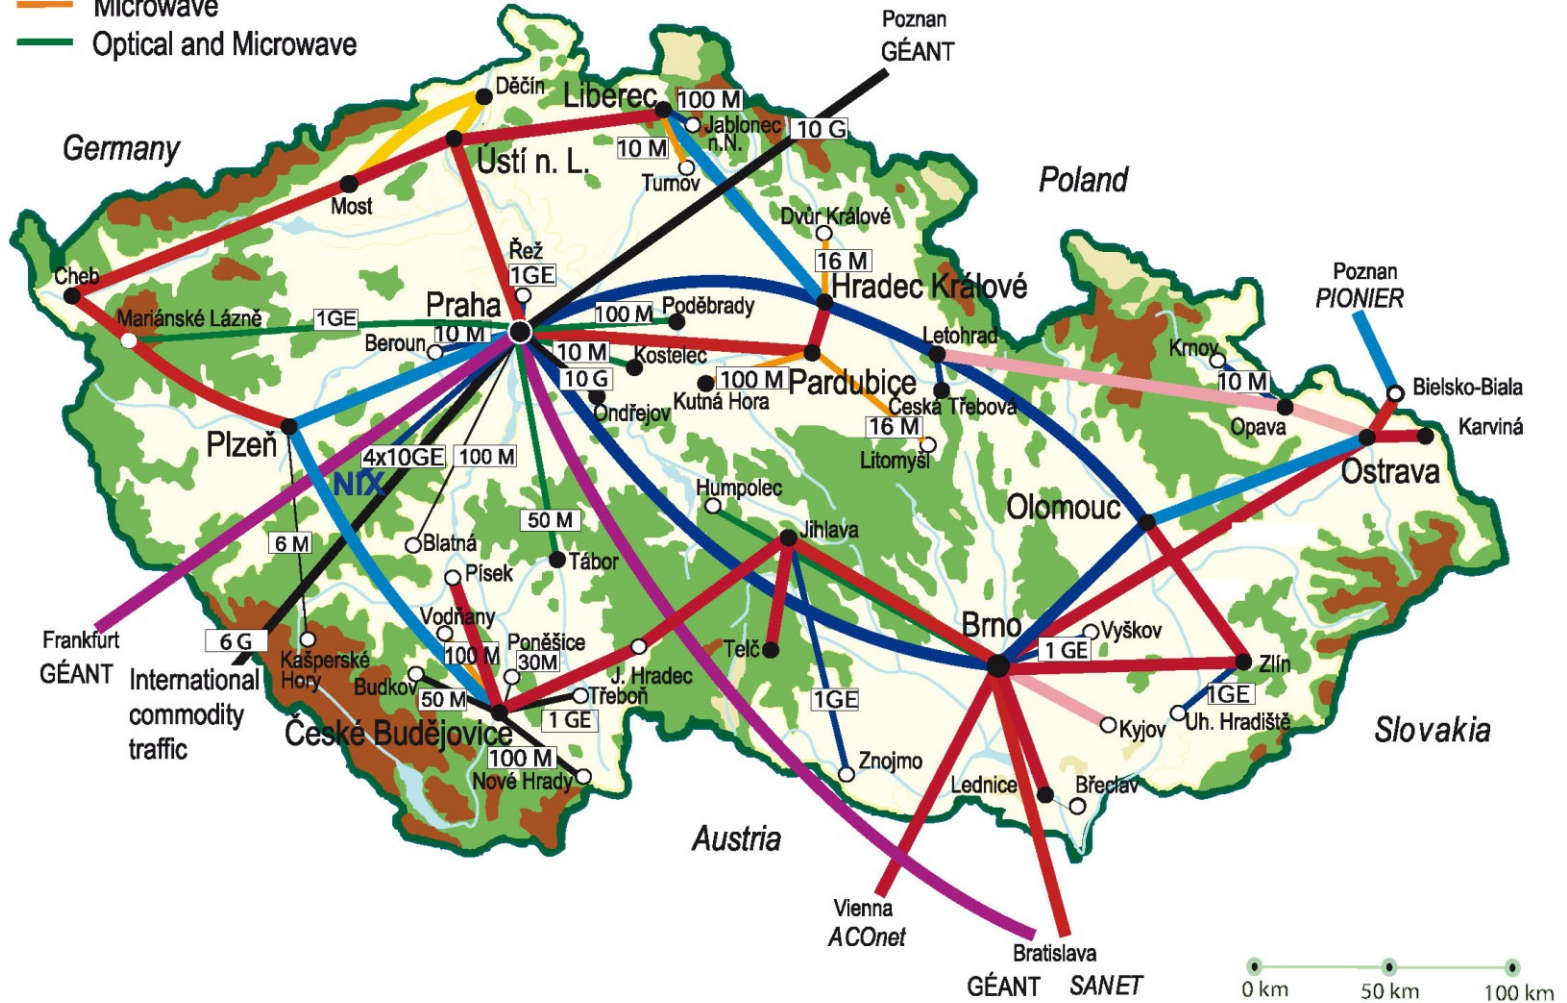 Microwave
Optical and Microwave
Poznan
GÉANT
Děčín
Liberec
100 M
Jablonec
n.N.
10 G
Germany
Ústí n. L.
10 M
Turnov
Poland
Most
Dvůr Králové
16 M
Řež
1GE
Cheb
Praha
Hradec Králové
Poznan
PIONIER
Mariánské Lázně
1GE
100 M
Poděbrady
Beroun
10 M
Letohrad
Krnov
10 M
Kostelec
10 G
100 M
Pardubice
10 M
Bielsko-Biala
Ondřejov
Kutná Hora
Česká Třebová
Opava
Karviná
Plzeň
16 M
Litomyšl
Ostrava
4x10GE
100 M
NIX
Humpolec
Olomouc
50 M
Jihlava
6 M
Blatná
Tábor
Písek
Vodňany
Brno
Vyškov
Frankfurt
GÉANT
6 G
Kašperské
Hory
100 M
Poněšice
30M
Telč
1 GE
Zlín
International
commodity
traffic
Budkov
50 M
J. Hradec
Třeboň
1 GE
1GE
1GE
Kyjov
Uh. Hradiště
Slovakia
České Budějovice
100 M
Nové Hrady
Znojmo
Lednice
Břeclav
Austria
Vienna
ACOnet
Bratislava
GÉANT SANET
0 km 50 km 100 km